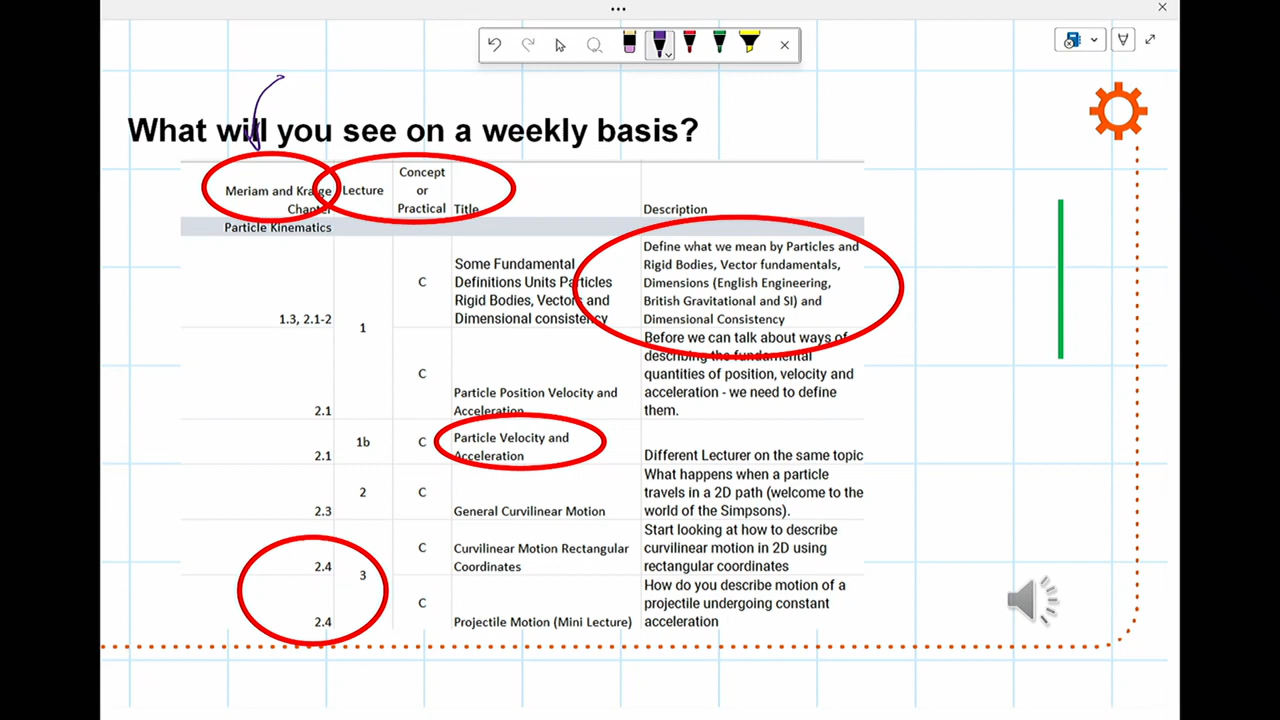 What will you see on a weekly basis?
Meriam and Kraige Chapter
Lecture
Concept or Practical
Title
Description
Particle Kinematics
1.3, 2.1-2
1
C
Some Fundamental
Definitions Units Particles
Rigid Bodies, Vectors and
Dimensional consistency
Define what we mean by Particles and
Rigid Bodies, Vector fundamentals,
Dimensions (English Engineering,
British Gravitational and SI) and
Dimensional Consistency
2.1
C
Particle Position Velocity and
Acceleration
Before we can talk about ways of
describing the fundamental
quantities of position, velocity and
acceleration - we need to define
them.
2.1
1b
C
Particle Velocity and
Acceleration
Different Lecturer on the same topic
2.3
2
C
General Curvilinear Motion
What happens when a particle
travels in a 2D path (welcome to the
world of the Simpsons).
2.4
3
C
Curvilinear Motion Rectangular
Coordinates
Start looking at how to describe
curvilinear motion in 2D using
rectangular coordinates
2.4
C
Projectile Motion (Mini Lecture)
How do you describe motion of a
projectile undergoing constant
acceleration